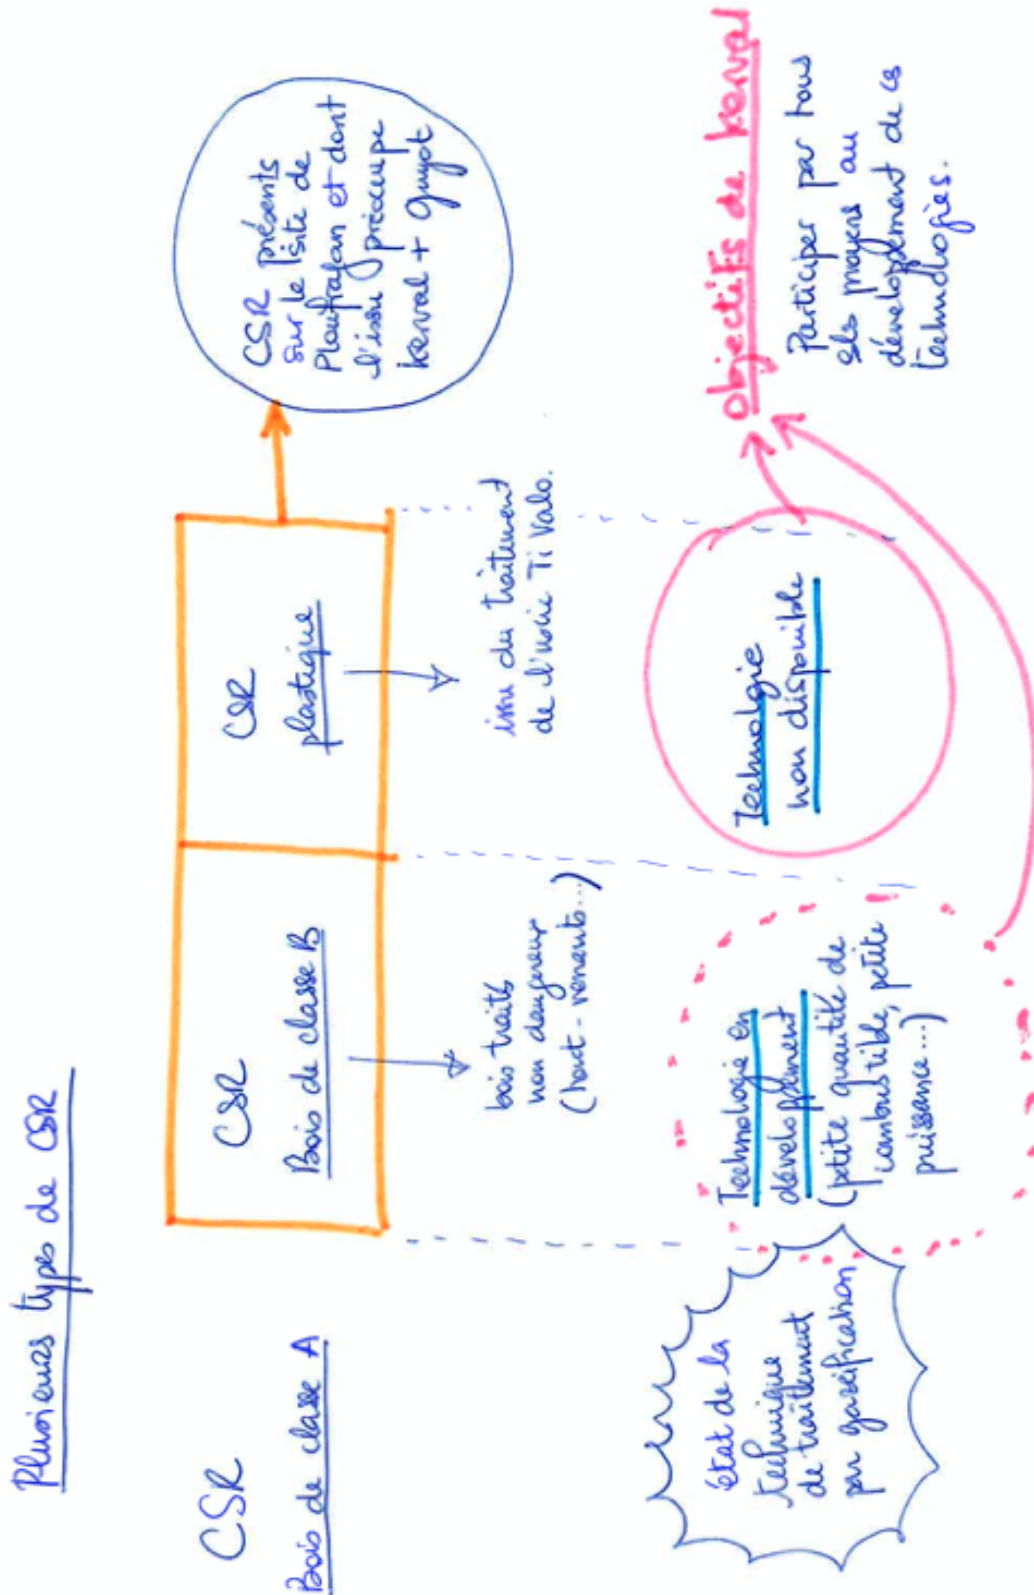 Plusieurs types de CSR
CSR
Bois de classe A
CSR
Bois de classe B
CSR
plastique
CSR présents
sur le site de
Ploufragan et dont
l'issu préoccupe
kerval + Guyot
bois traités
non dangereux
(tout-venants...)
issu du traitement
de l'usine Ti Valo.
état de la
technique
de traitement
par gazéification
Technologie en
développement
(petite quantité de
combustible, petite
puissance...)
Technologie
non disponible
Objectifs de kerval
Participer par tous
les moyens au
développement de ces
technologies.